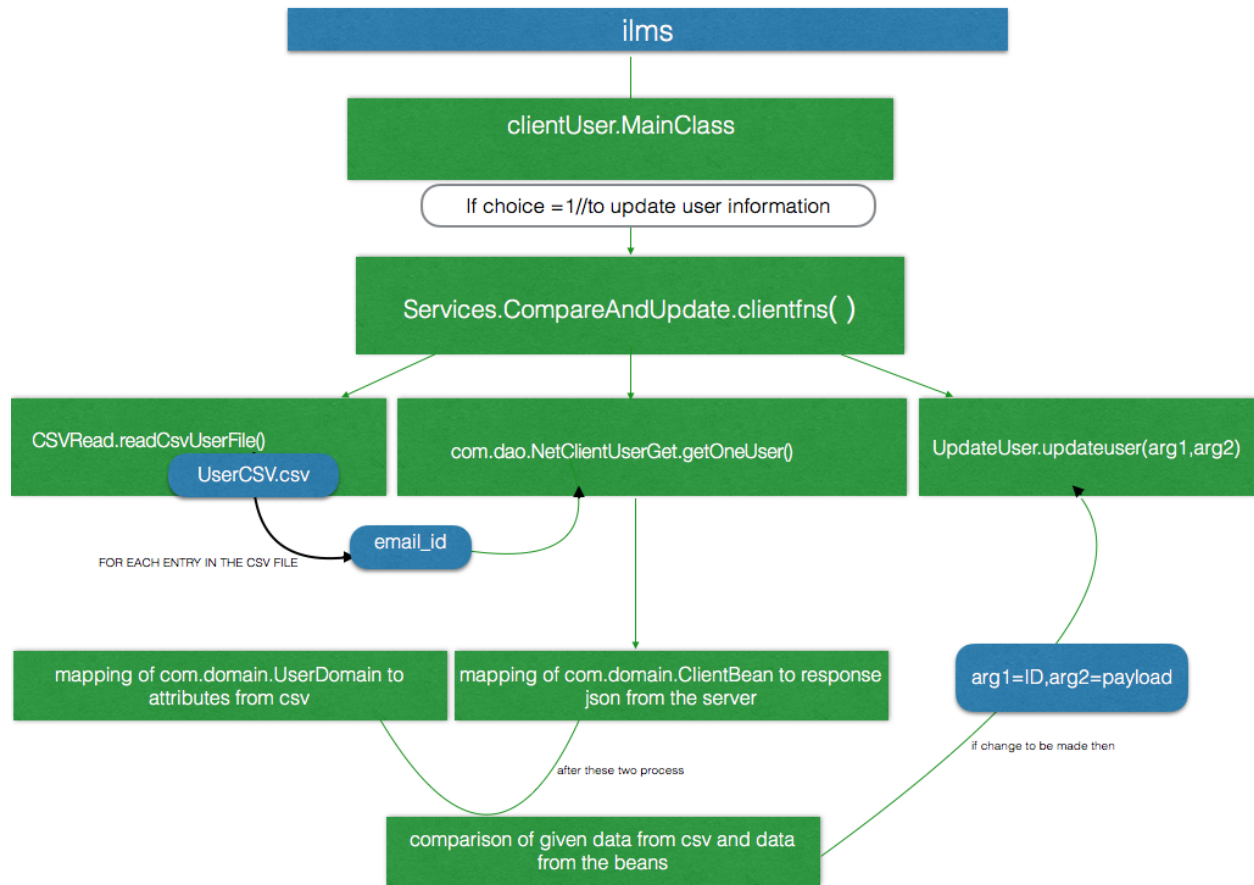 ilms
clientUser.MainClass
If choice =1//to update user information
Services.CompareAndUpdate.clientfns( )
CSVRead.readCsvUserFile()
UserCSV.csv
com.dao.NetClientUserGet.getOneUser()
UpdateUser.updateuser(arg1,arg2)
email_id
FOR EACH ENTRY IN THE CSV FILE
mapping of com.domain.UserDomain to
attributes from csv
mapping of com.domain.ClientBean to response
json from the server
arg1=ID,arg2=payload
if change to be made then
after these two process
comparison of given data from csv and data
from the beans